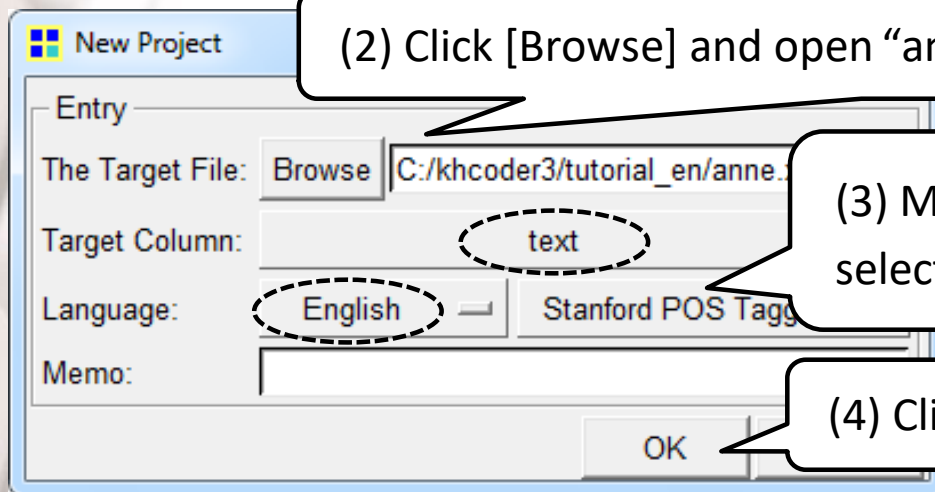 New Project
(2) Click [Browse] and open “an
Entry
The Target File: Browse C:/khcoder3/tutorial_en/anne.
(3) M
Target Column: text
select
Language: English Stanford POS Tagg
Memo:
(4) Cli
OK